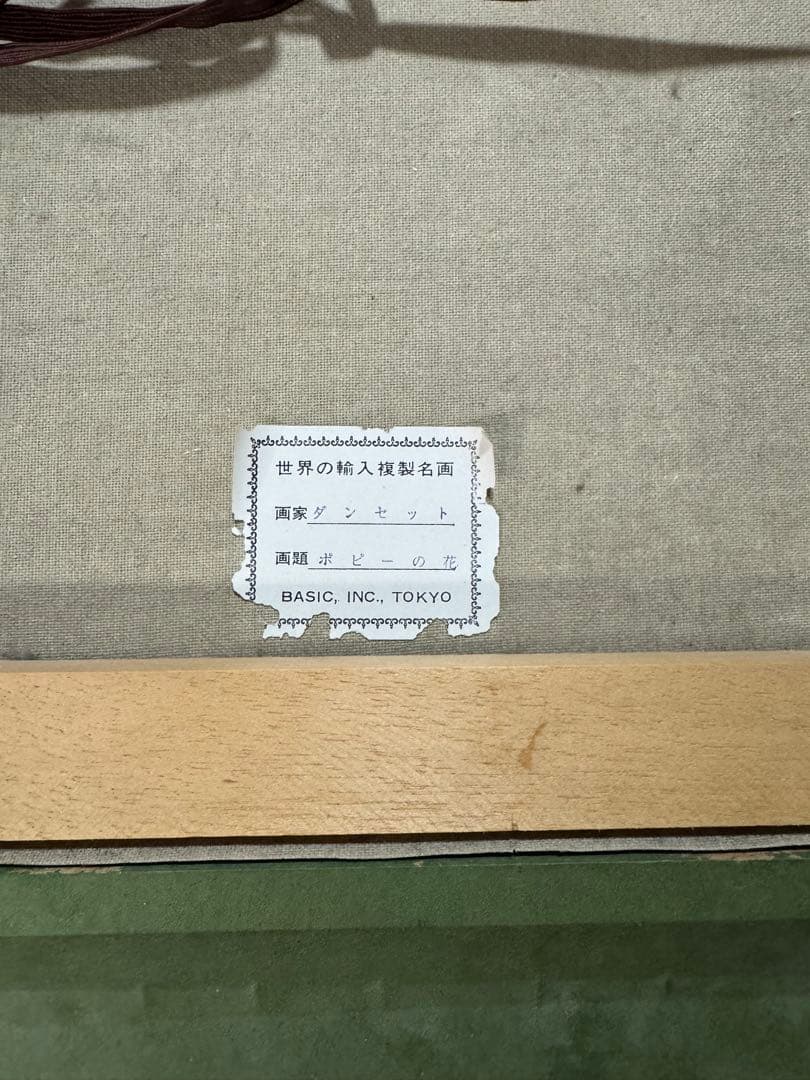 世界の輸入複製名画
画家 ダンセット
画題 ポピーの花
BASIC, INC., TOKYO